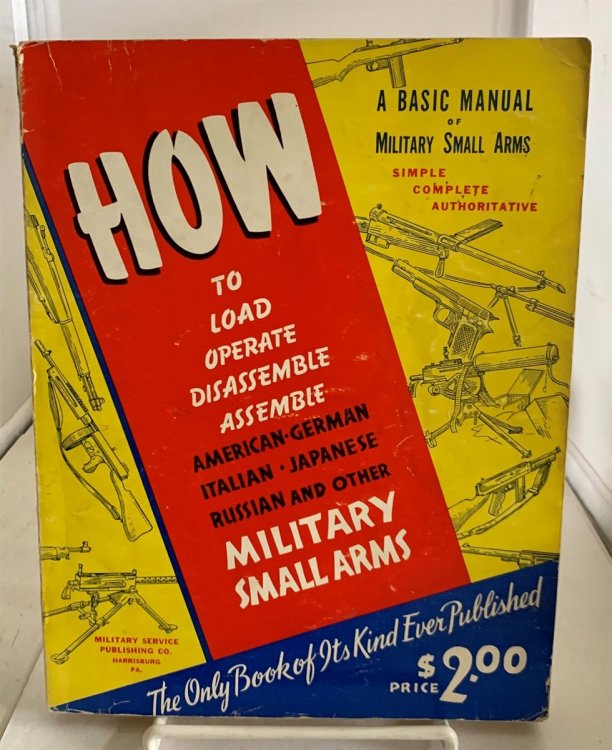 HOW
TO
LOAD
OPERATE
DISASSEMBLE
ASSEMBLE
AMERICAN·GERMAN
ITALIAN · JAPANESE
RUSSIAN AND OTHER
MILITARY
SMALL ARMS
A BASIC MANUAL
OF
MILITARY SMALL ARMS
SIMPLE
COMPLETE
AUTHORITATIVE
MILITARY SERVICE
PUBLISHING CO.
HARRISBURG
PA.
The Only Book of Its Kind Ever Published
PRICE $2.00